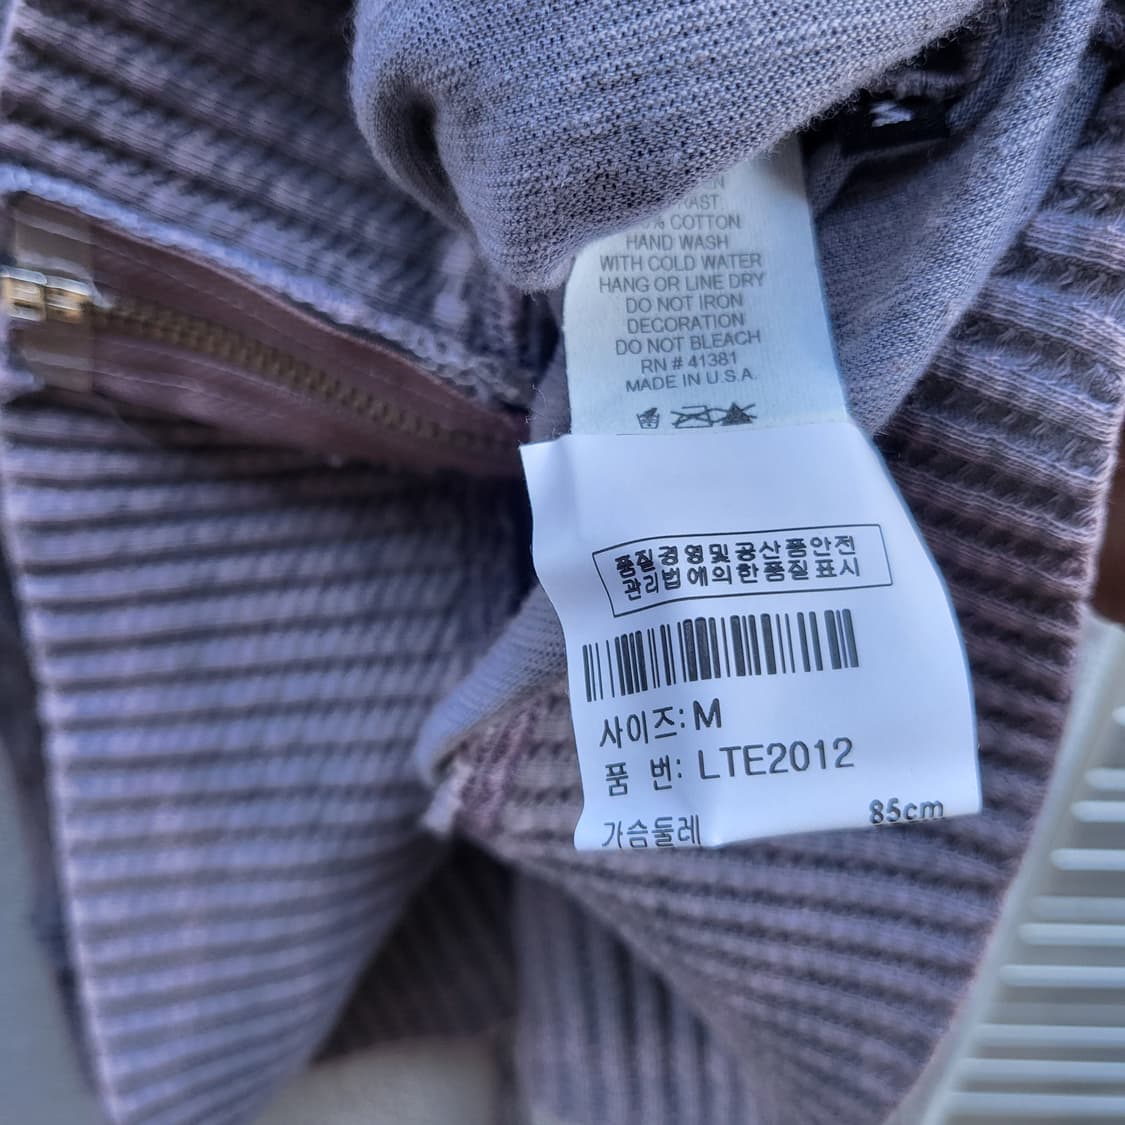 M
% COTTON
HAND WASH
WITH COLD WATER
HANG OR LINE DRY
DO NOT IRON
DECORATION
DO NOT BLEACH
RN # 41381
MADE IN U.S.A.
품질경영및공산품안전
관리법에의한품질표시
사이즈: M
품 번: LTE2012
가슴둘레 85cm